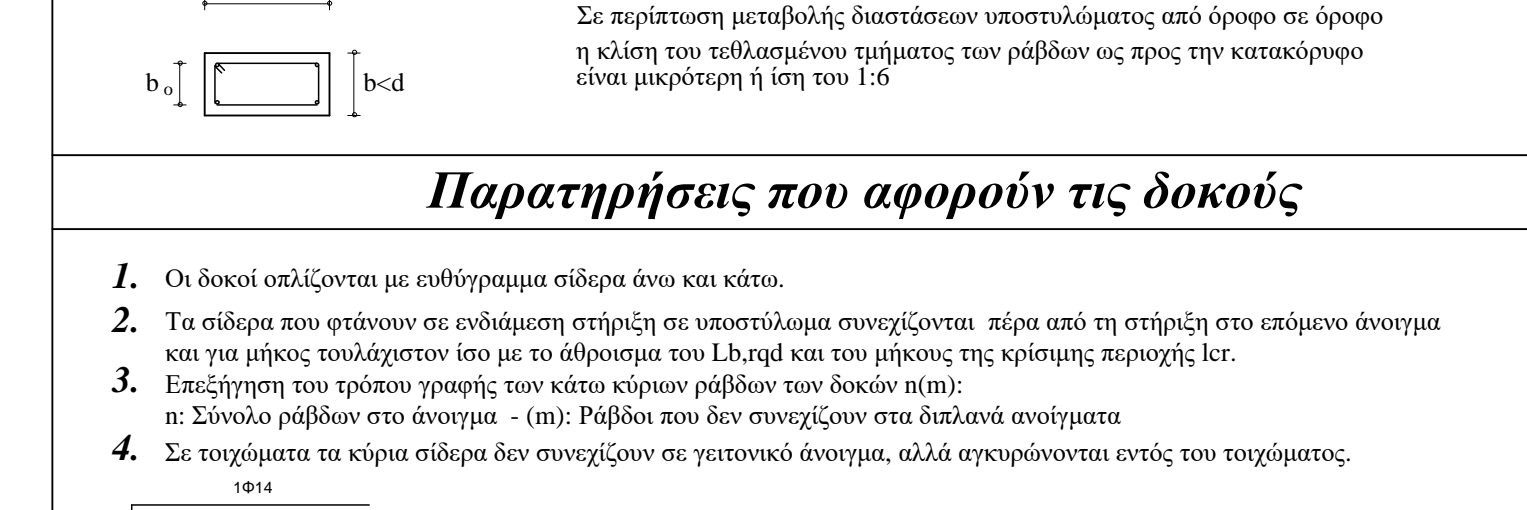 Σε περίπτωση μεταβολής διαστάσεων υποστυλώματος από όροφο σε όροφο
η κλίση του τεθλασμένου τμήματος των ράβδων ως προς την κατακόρυφο
είναι μικρότερη ή ίση του 1:6
b o
b<d
Παρατηρήσεις που αφορούν τις δοκούς
1. Οι δοκοί οπλίζονται με ευθύγραμμα σίδερα άνω και κάτω.
2. Τα σίδερα που φτάνουν σε ενδιάμεση στήριξη σε υποστύλωμα συνεχίζονται πέρα από τη στήριξη στο επόμενο άνοιγμα
και για μήκος τουλάχιστον ίσο με το άθροισμα του Lb,rqd και του μήκους της κρίσιμης περιοχής lcr.
3. Επεξήγηση του τρόπου γραφής των κάτω κύριων ράβδων των δοκών n(m):
n: Σύνολο ράβδων στο άνοιγμα - (m): Ράβδοι που δεν συνεχίζουν στα διπλανά ανοίγματα
4. Σε τοιχώματα τα κύρια σίδερα δεν συνεχίζουν σε γειτονικό άνοιγμα, αλλά αγκυρώνονται εντός του τοιχώματος.
1Φ14